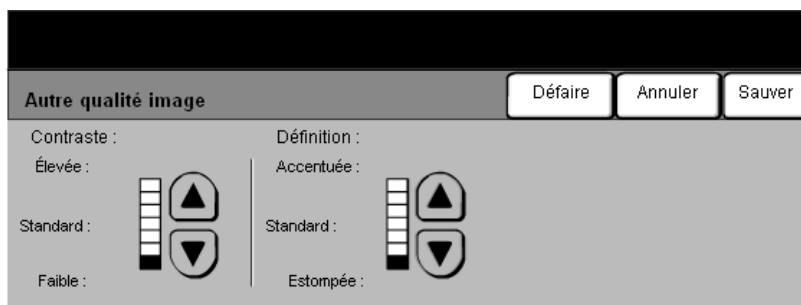 Autre qualité image
Défaire
Annuler
Sauver
Contraste :
Élevée :
Standard :
Faible :
Définition :
Accentuée :
Standard :
Estompée :